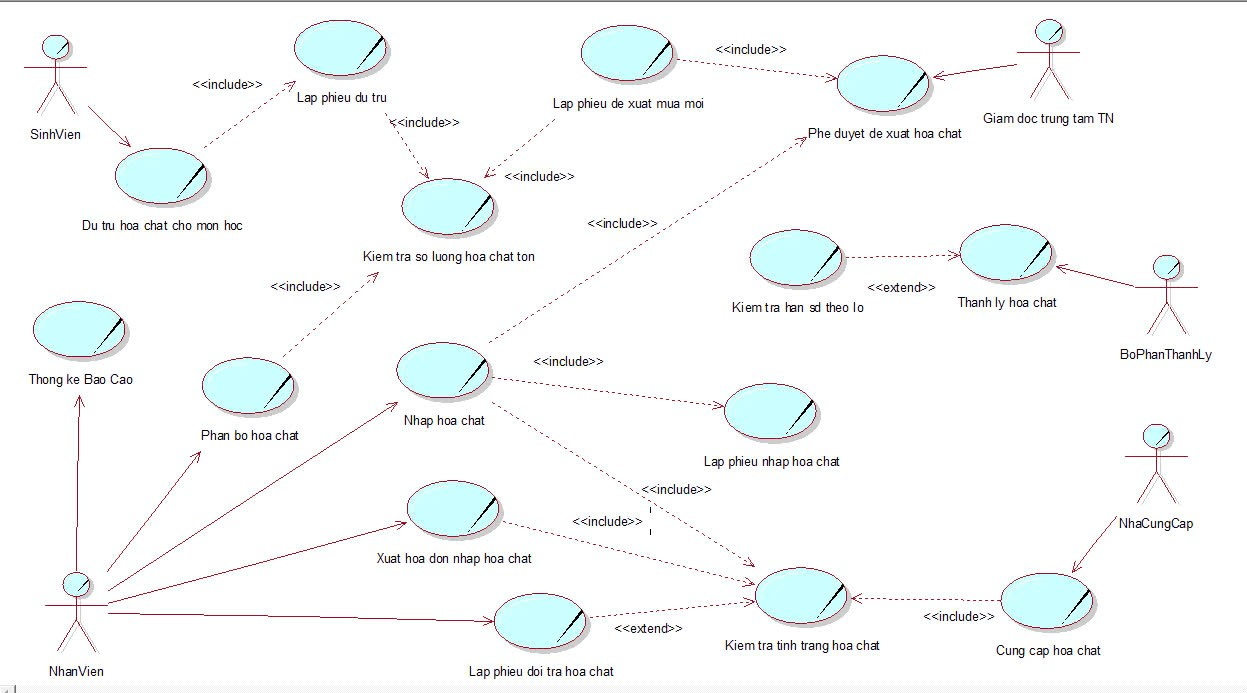 <<include>>
Lap phieu du tru
<<include>>
Lap phieu de xuat mua moi
Giam doc trung tam TN
SinhVien
<<include>>
Phe duyet de xuat hoa chat
<<include>>
Du tru hoa chat cho mon hoc
<<include>>
Kiem tra so luong hoa chat ton
<<include>>
<<extend>>
Kiem tra han sd theo lo
Thanh ly hoa chat
BoPhanThanhLy
Thong ke Bao Cao
<<include>>
Phan bo hoa chat
Nhap hoa chat
Lap phieu nhap hoa chat
<<include>>
<<include>>
NhaCungCap
Xuat hoa don nhap hoa chat
<<include>>
<<extend>>
Kiem tra tinh trang hoa chat
Cung cap hoa chat
NhanVien
Lap phieu doi tra hoa chat